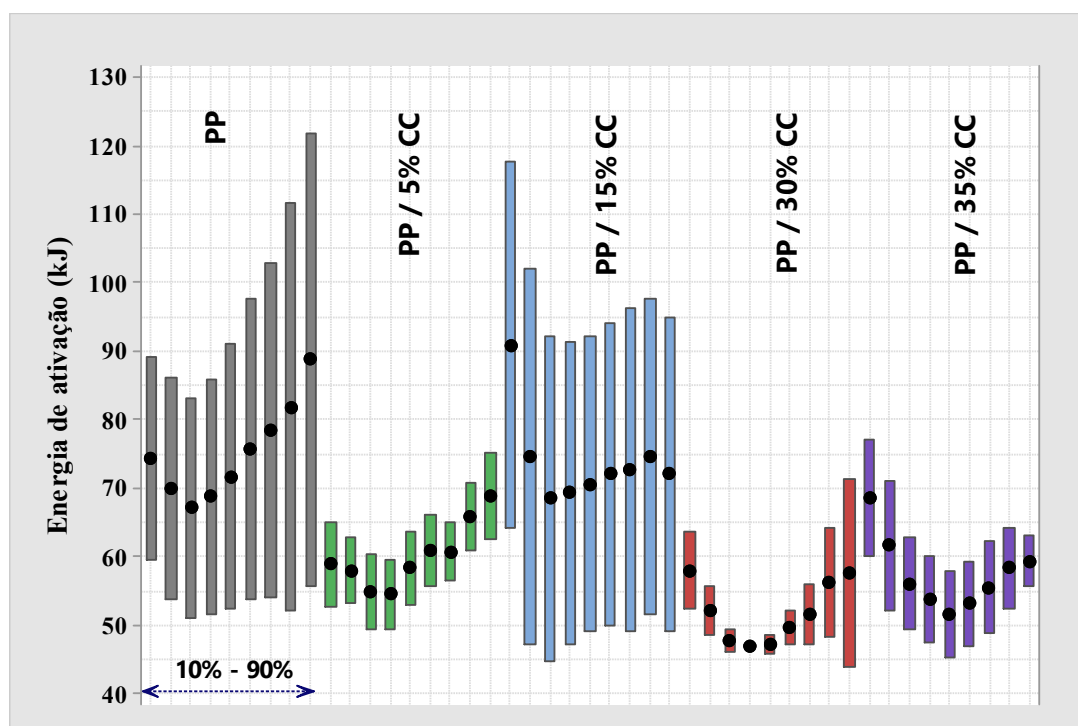 Energia de ativação (kJ)
130
120
110
100
90
80
70
60
50
40
PP
PP / 5% CC
PP / 15% CC
PP / 30% CC
PP / 35% CC
10% - 90%